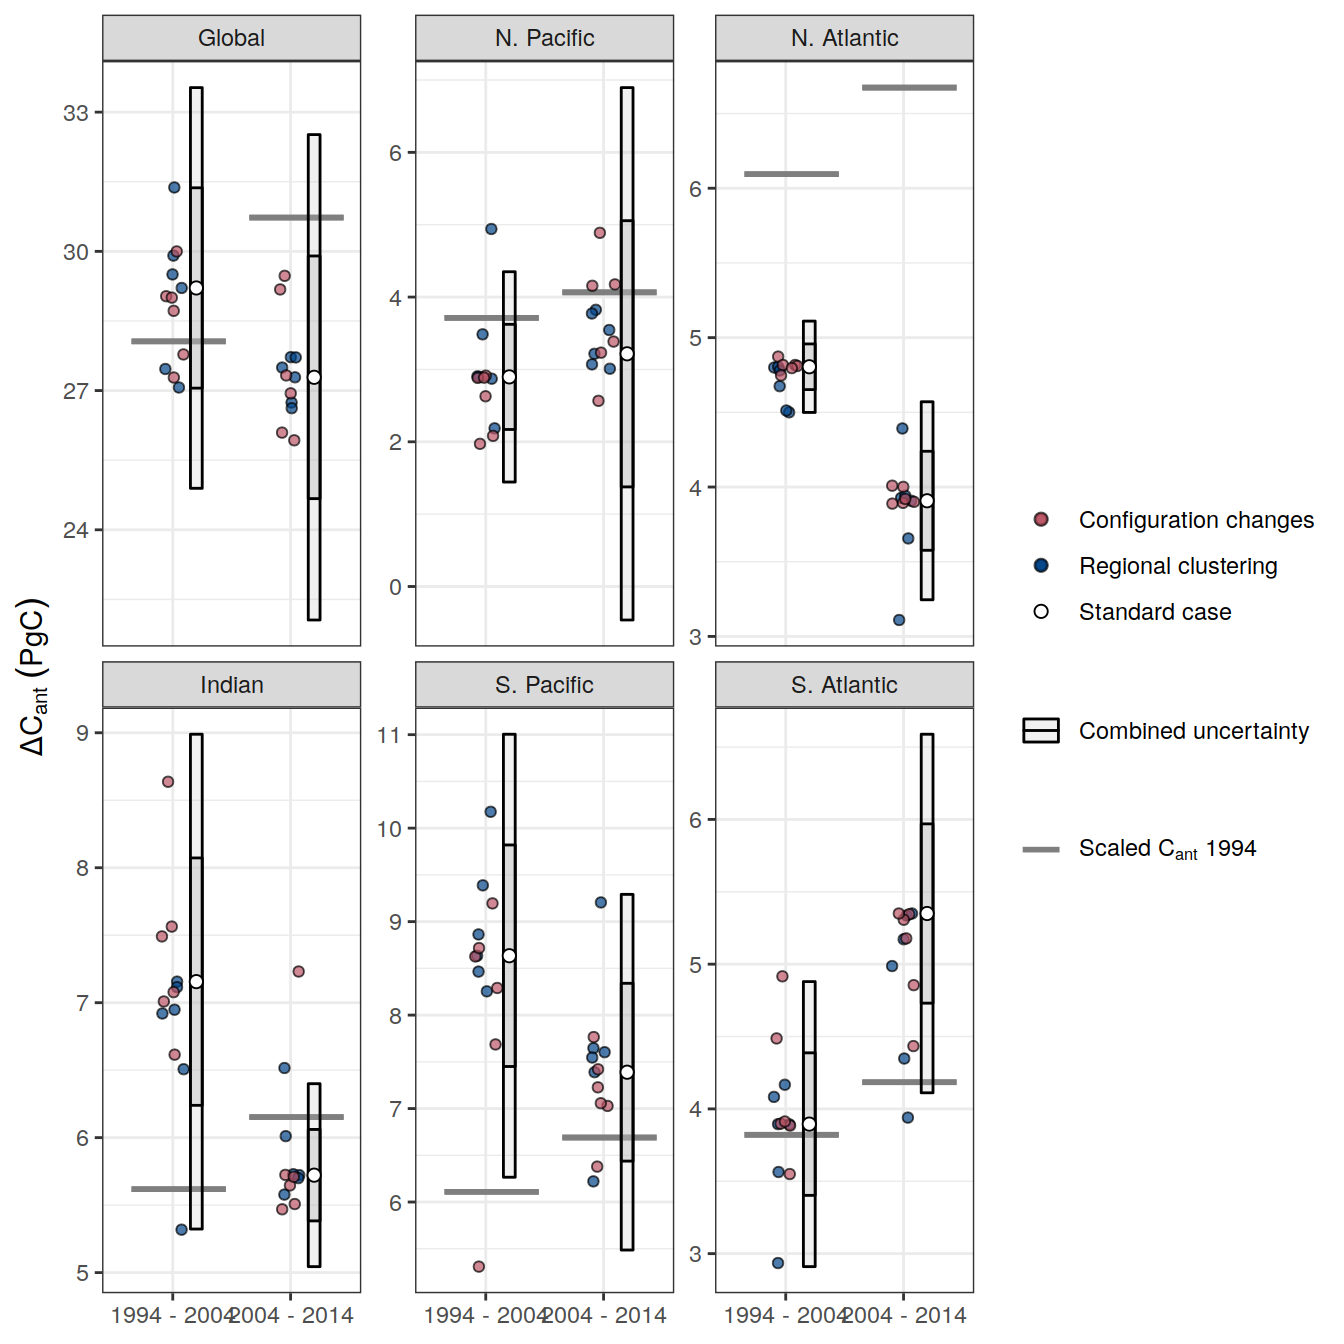 Global
N. Pacific
N. Atlantic
33
30
27
24
6
4
2
0
6
5
4
3
ΔCant (PgC)
Indian
S. Pacific
S. Atlantic
9
8
7
6
5
11
10
9
8
7
6
6
5
4
3
1994 - 2004
2004 - 2014
1994 - 2004
2004 - 2014
1994 - 2004
2004 - 2014
Configuration changes
Regional clustering
Standard case
Combined uncertainty
Scaled Cant 1994